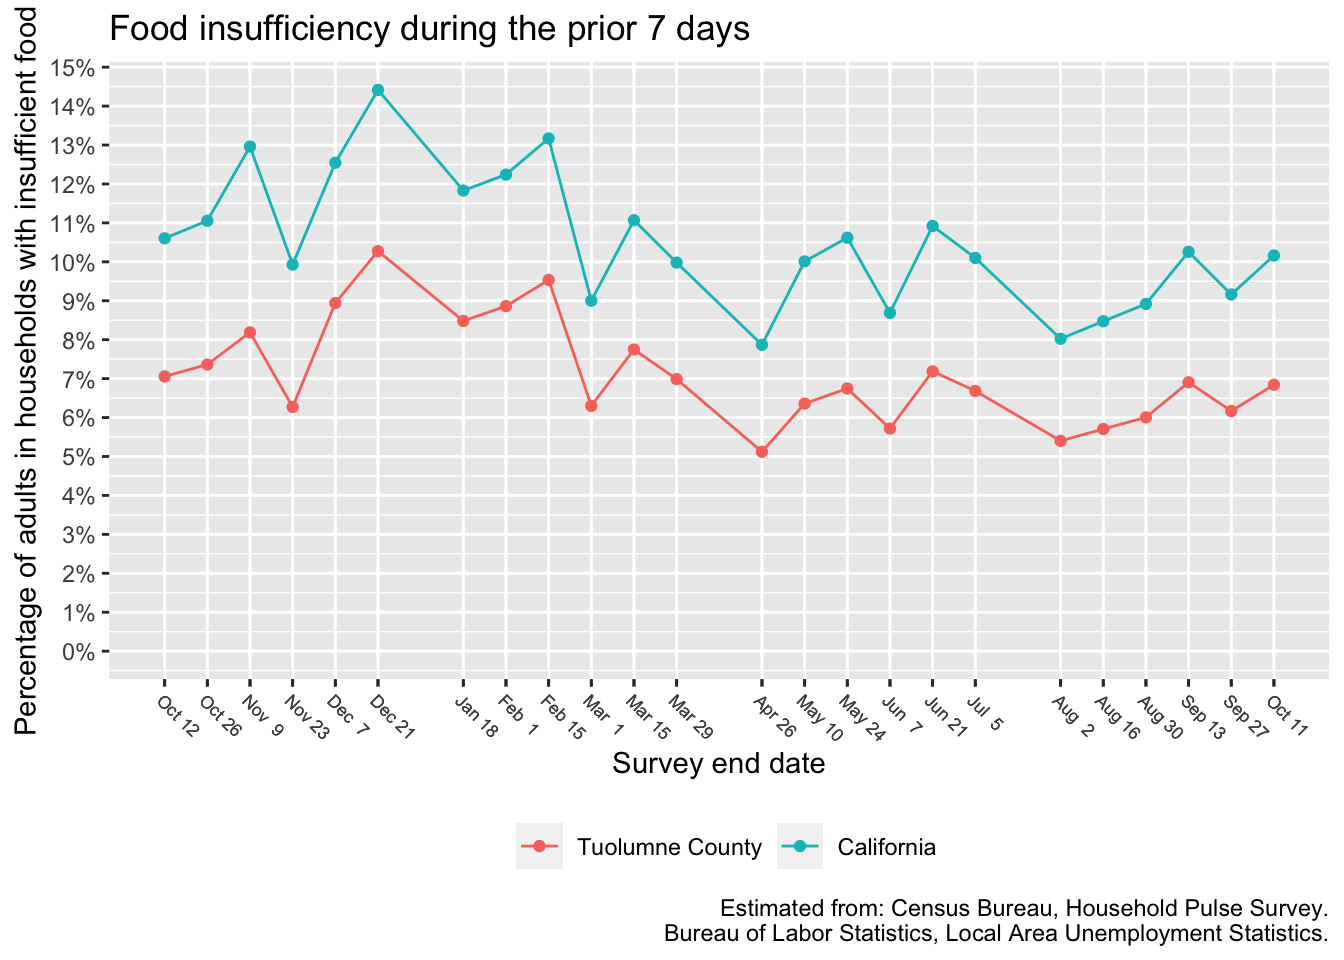 Food insufficiency during the prior 7 days
Percentage of adults in households with insufficient food
15%
14%
13%
12%
11%
10%
9%
8%
7%
6%
5%
4%
3%
2%
1%
0%
Oct 12
Oct 26
Nov 9
Nov 23
Dec 7
Dec 21
Jan 18
Feb 1
Feb 15
Mar 1
Mar 15
Mar 29
Apr 26
May 10
May 24
Jun 7
Jun 21
Jul 5
Aug 2
Aug 16
Aug 30
Sep 13
Sep 27
Oct 11
Survey end date
Tuolumne County
California
Estimated from: Census Bureau, Household Pulse Survey.
Bureau of Labor Statistics, Local Area Unemployment Statistics.